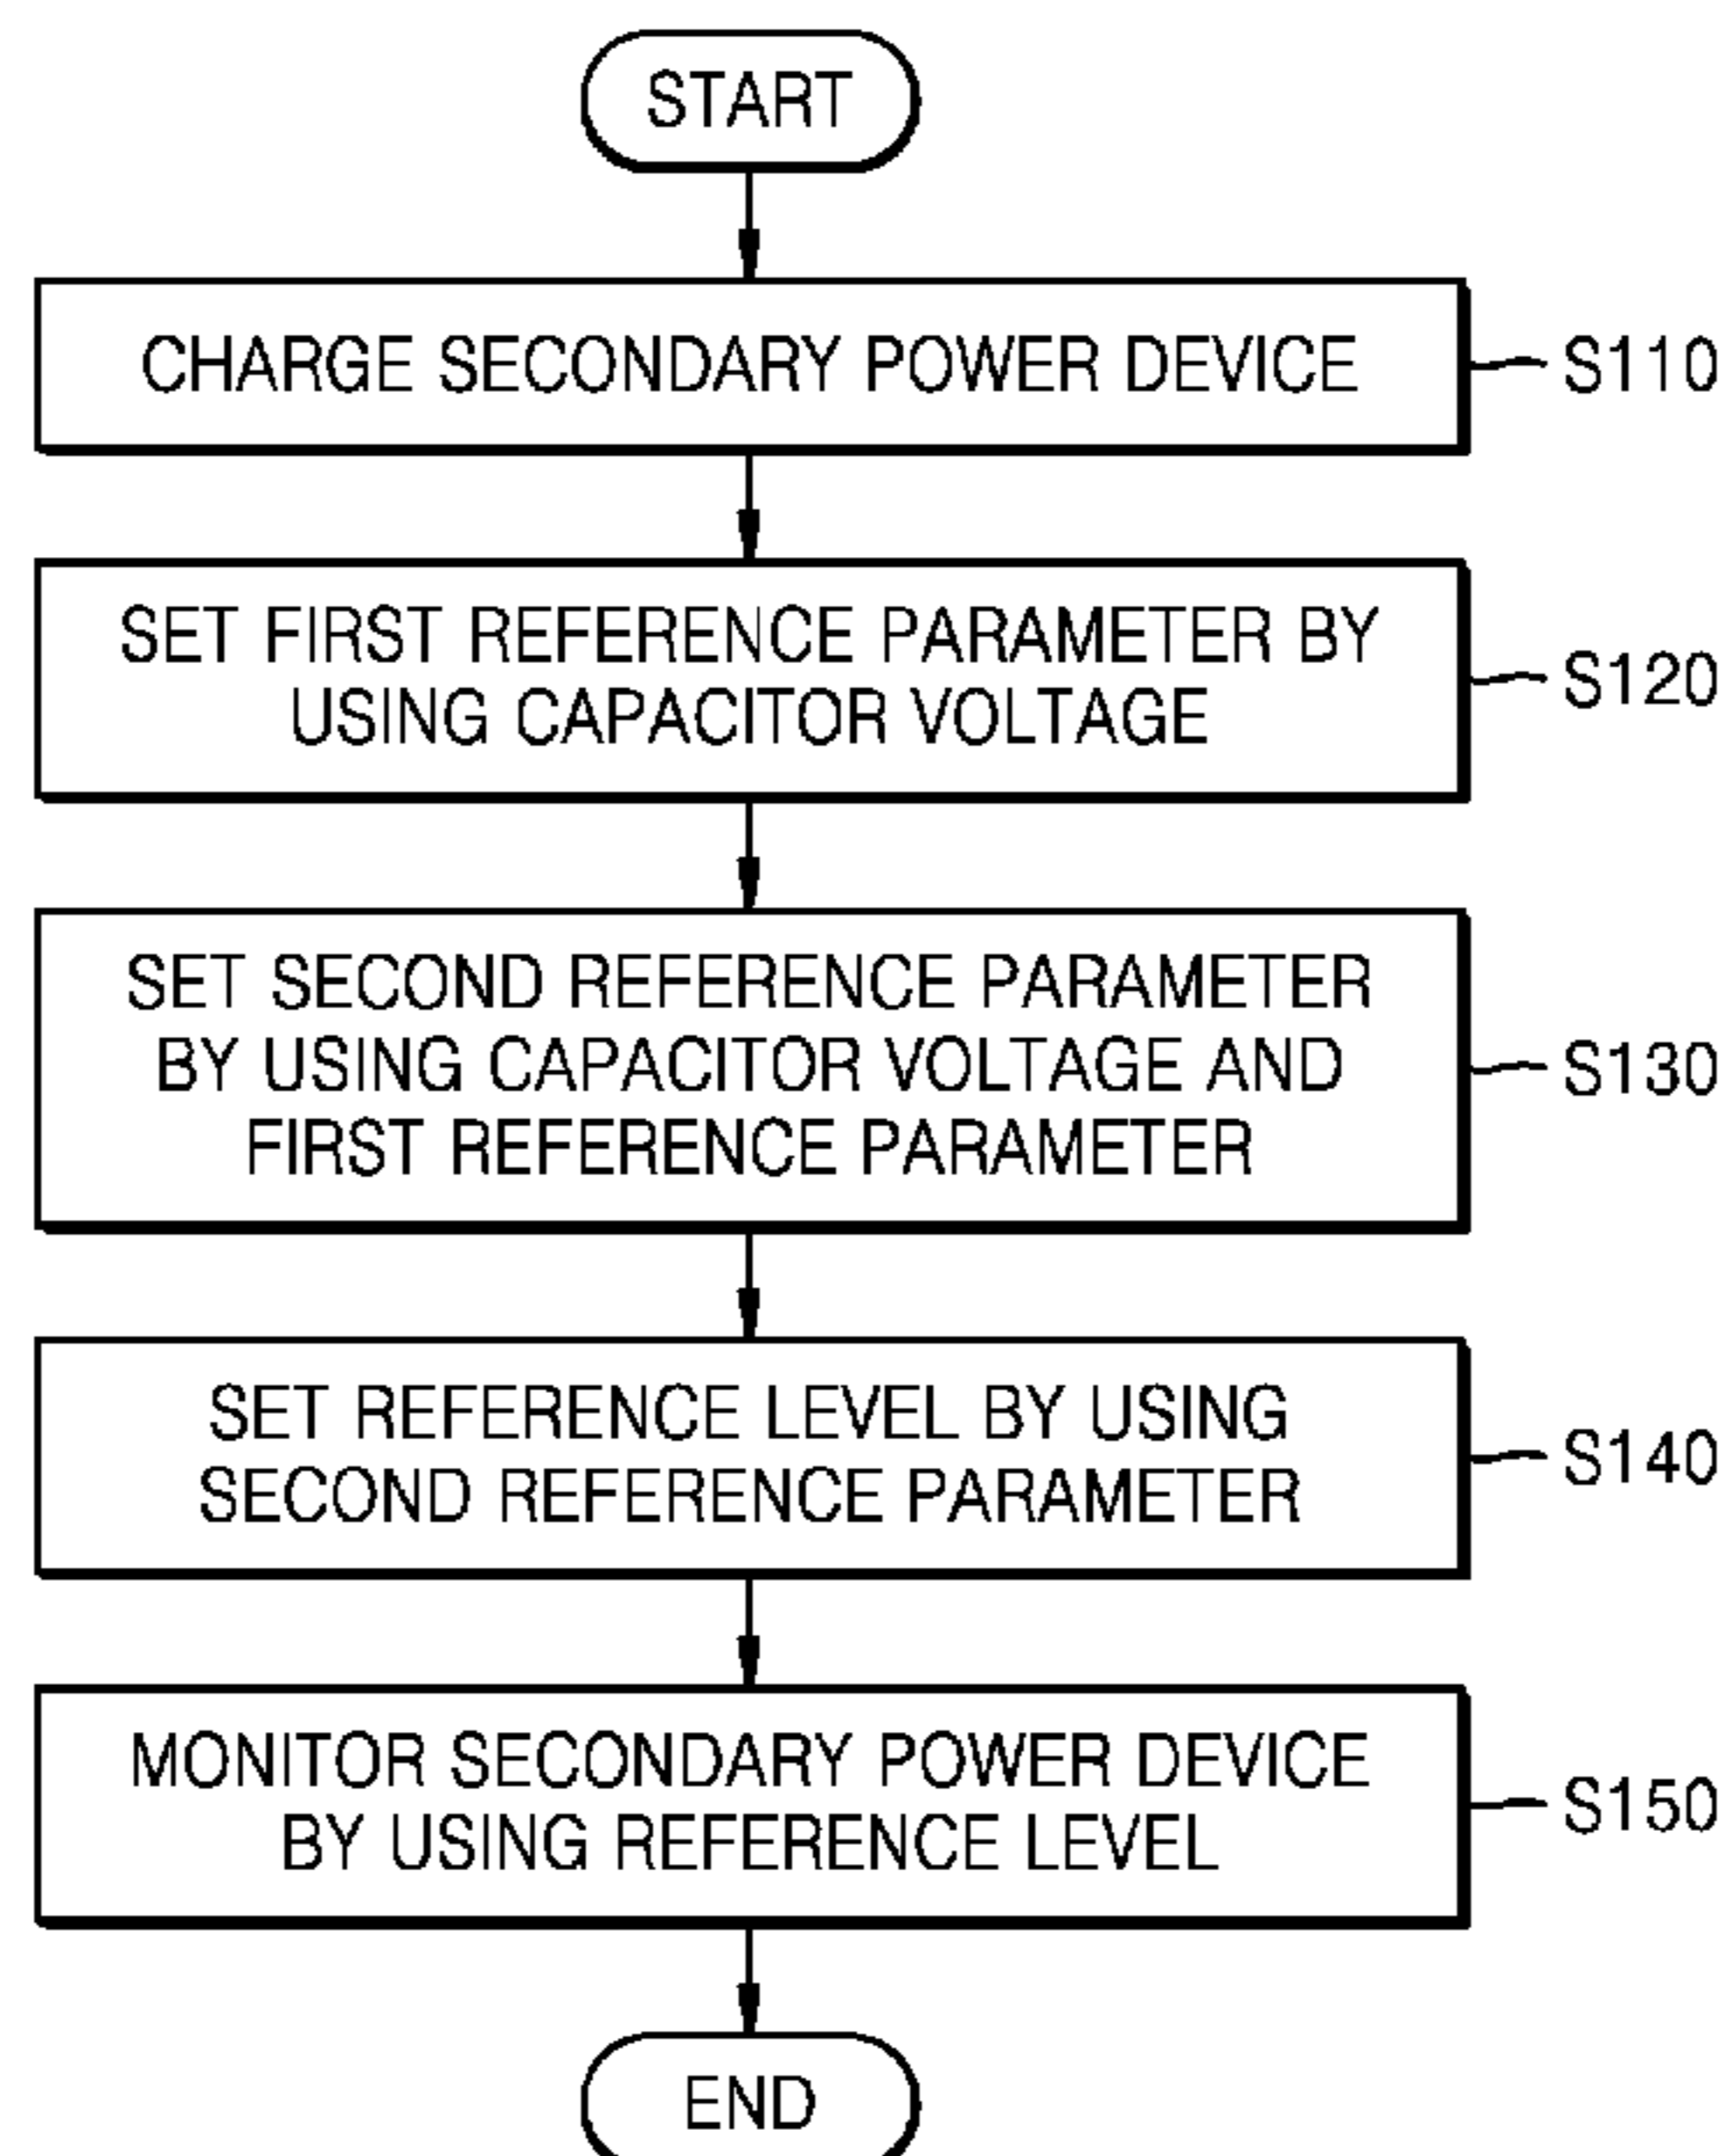 START
CHARGE SECONDARY POWER DEVICE
S110
SET FIRST REFERENCE PARAMETER BY
USING CAPACITOR VOLTAGE
S120
SET SECOND REFERENCE PARAMETER
BY USING CAPACITOR VOLTAGE AND
FIRST REFERENCE PARAMETER
S130
SET REFERENCE LEVEL BY USING
SECOND REFERENCE PARAMETER
S140
MONITOR SECONDARY POWER DEVICE
BY USING REFERENCE LEVEL
S150
END